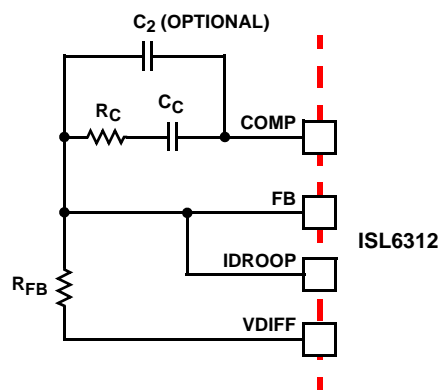 C2 (OPTIONAL)
RC
CC
COMP
FB
ISL6312
IDROOP
RFB
VDIFF